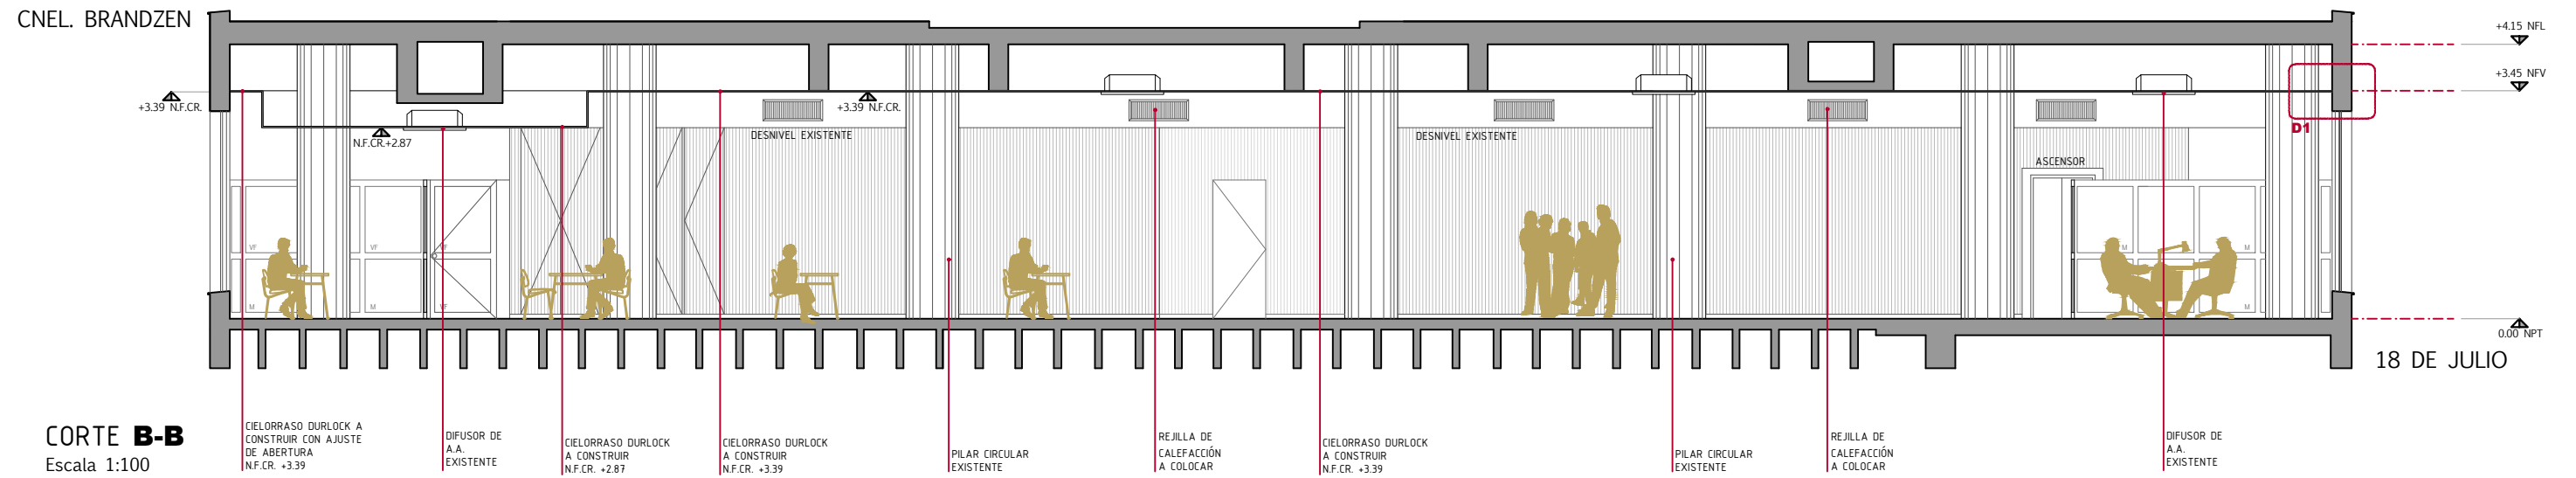 CNEL. BRANDZEN
+4.15 NFL
+3.45 NFV
+3.39 N.F.CR.
+3.39 N.F.CR.
N.F.CR.+2.87
DESNIVEL EXISTENTE
DESNIVEL EXISTENTE
D1
ASCENSOR
VF
VF
VF
M
M
VF
M
M
M
0.00 NPT
18 DE JULIO
CORTE B-B
Escala 1:100
CIELORRASO DURLOCK A
CONSTRUIR CON AJUSTE
DE ABERTURA
N.F.CR. +3.39
DIFUSOR DE
A.A.
EXISTENTE
CIELORRASO DURLOCK
A CONSTRUIR
N.F.CR. +2.87
CIELORRASO DURLOCK
A CONSTRUIR
N.F.CR. +3.39
PILAR CIRCULAR
EXISTENTE
REJILLA DE
CALEFACCIÓN
A COLOCAR
CIELORRASO DURLOCK
A CONSTRUIR
N.F.CR. +3.39
PILAR CIRCULAR
EXISTENTE
REJILLA DE
CALEFACCIÓN
A COLOCAR
DIFUSOR DE
A.A.
EXISTENTE